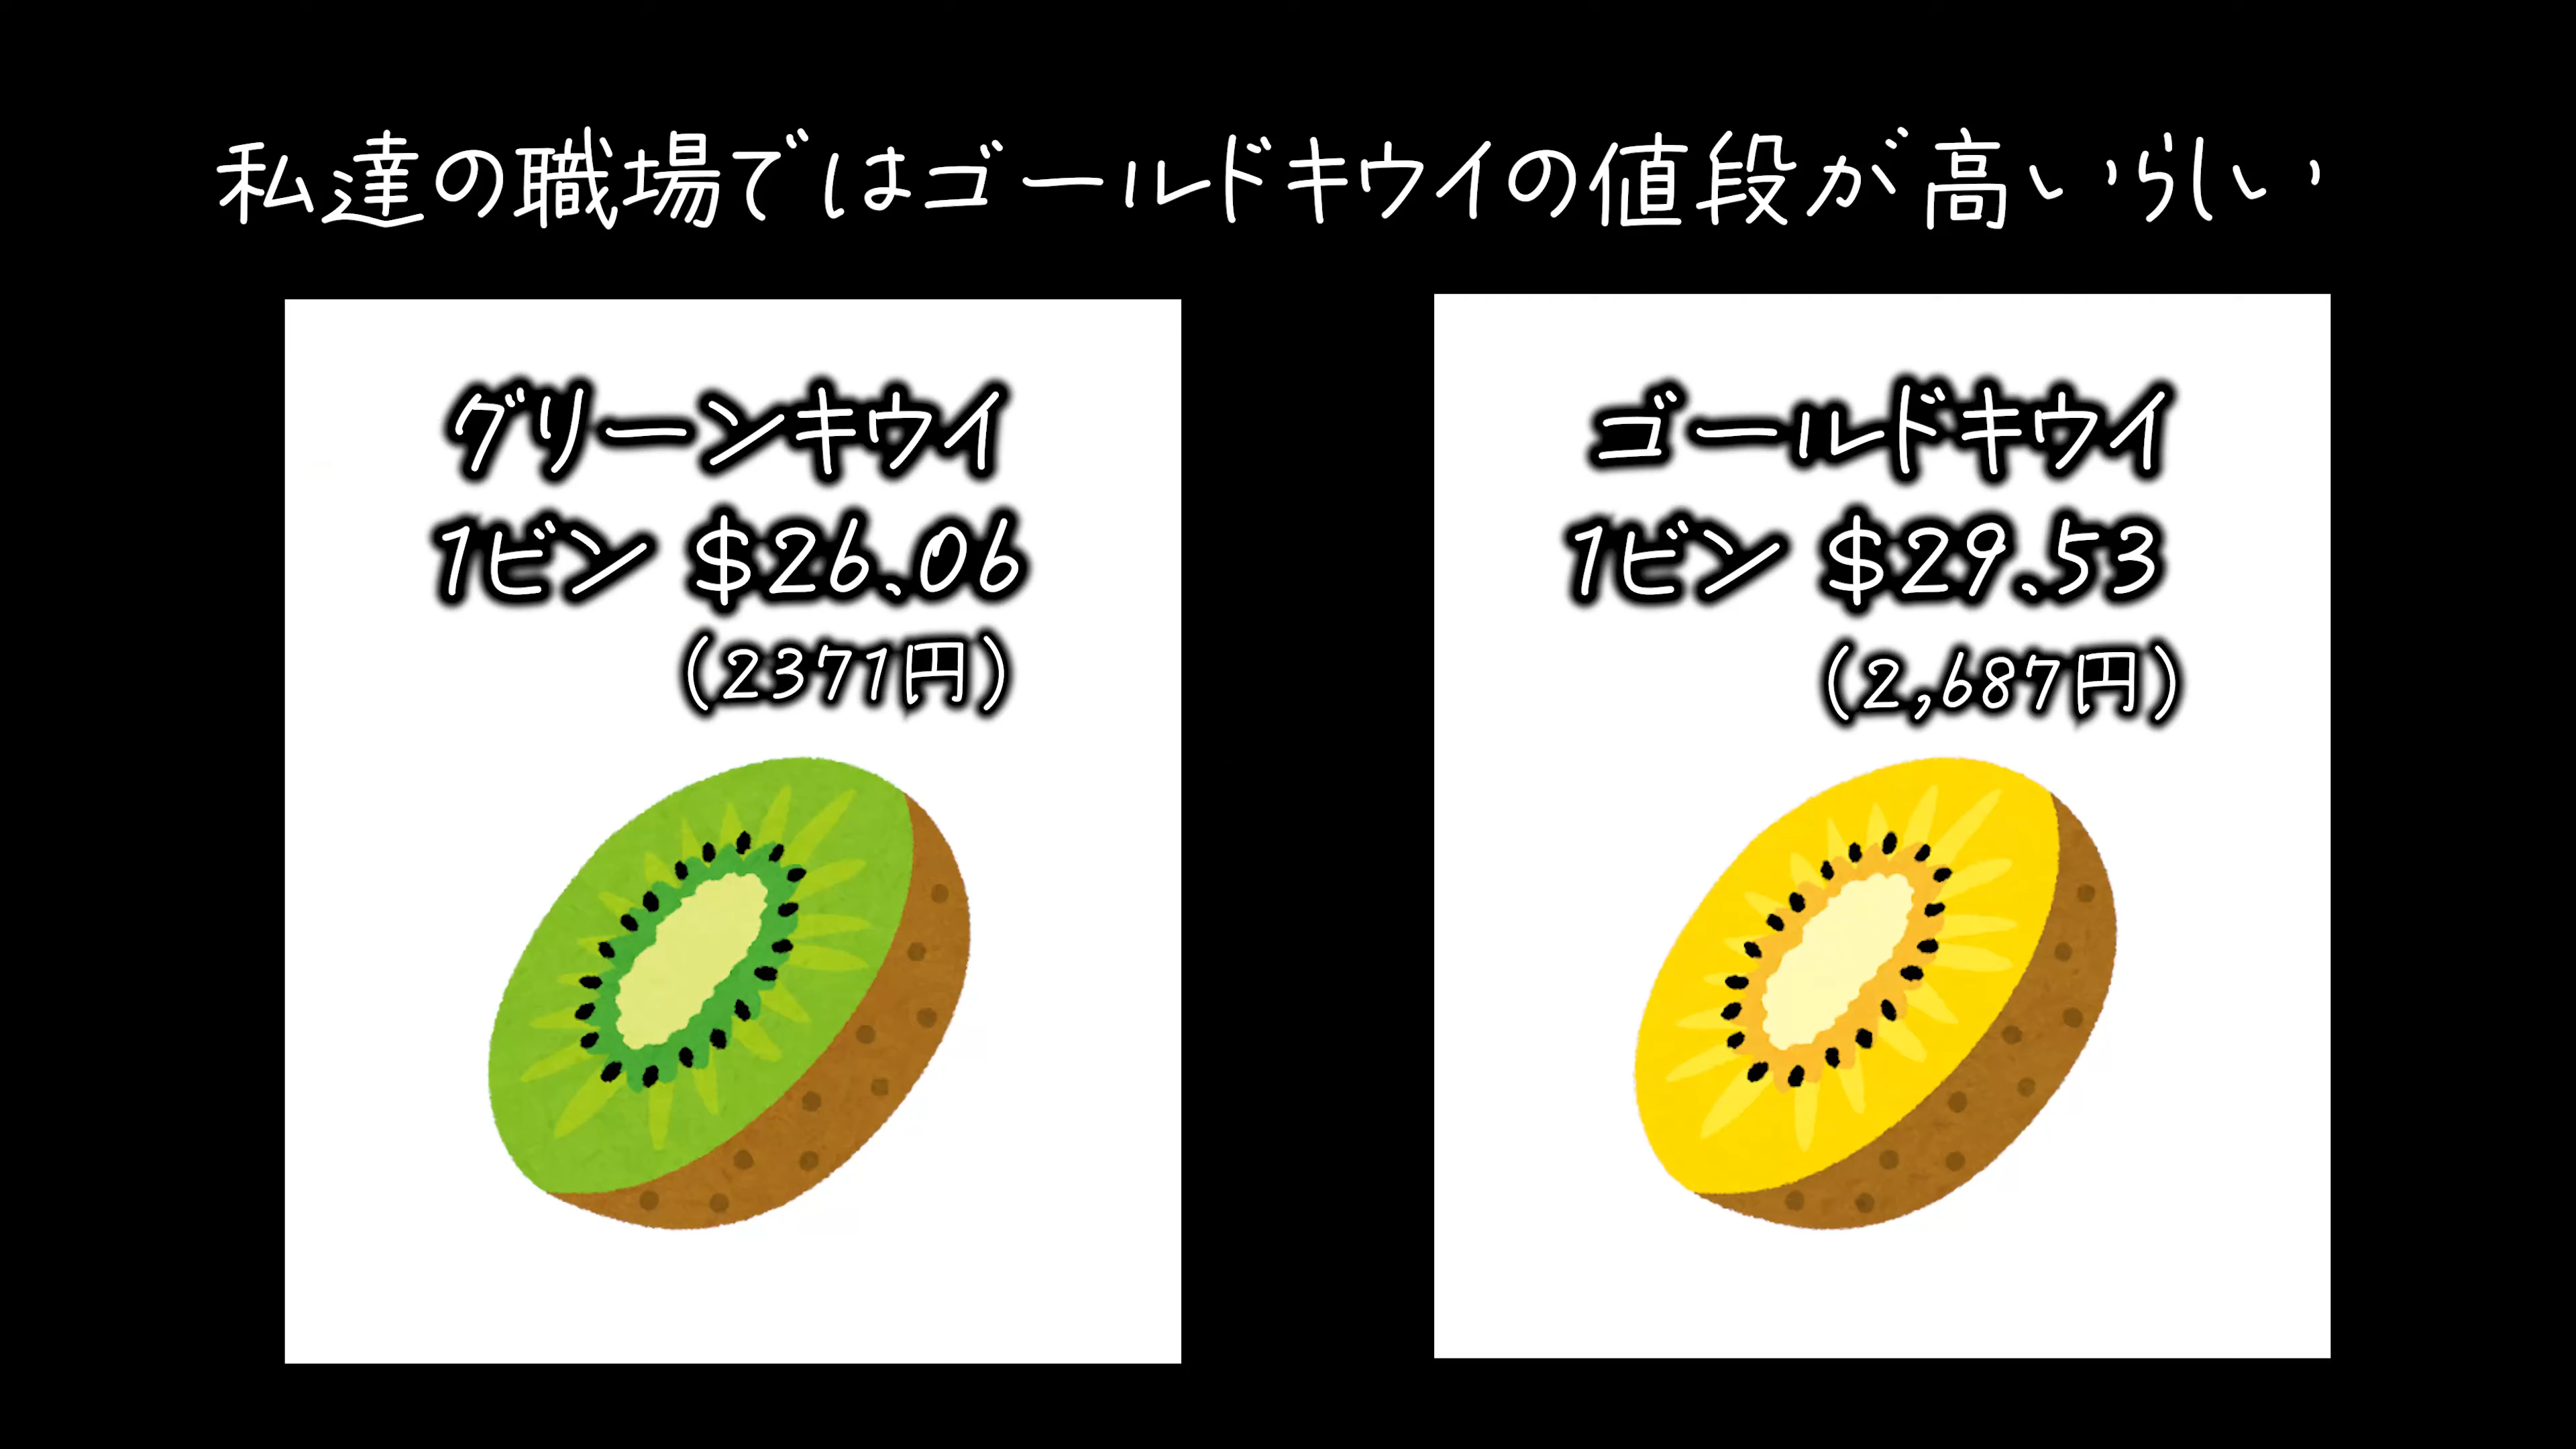 私達の職場ではゴールドキウイの値段が高いらしい
グリーンキウイ
1ビン $26.06
(2371円)
ゴールドキウイ
1ビン $29.53
(2,687円)